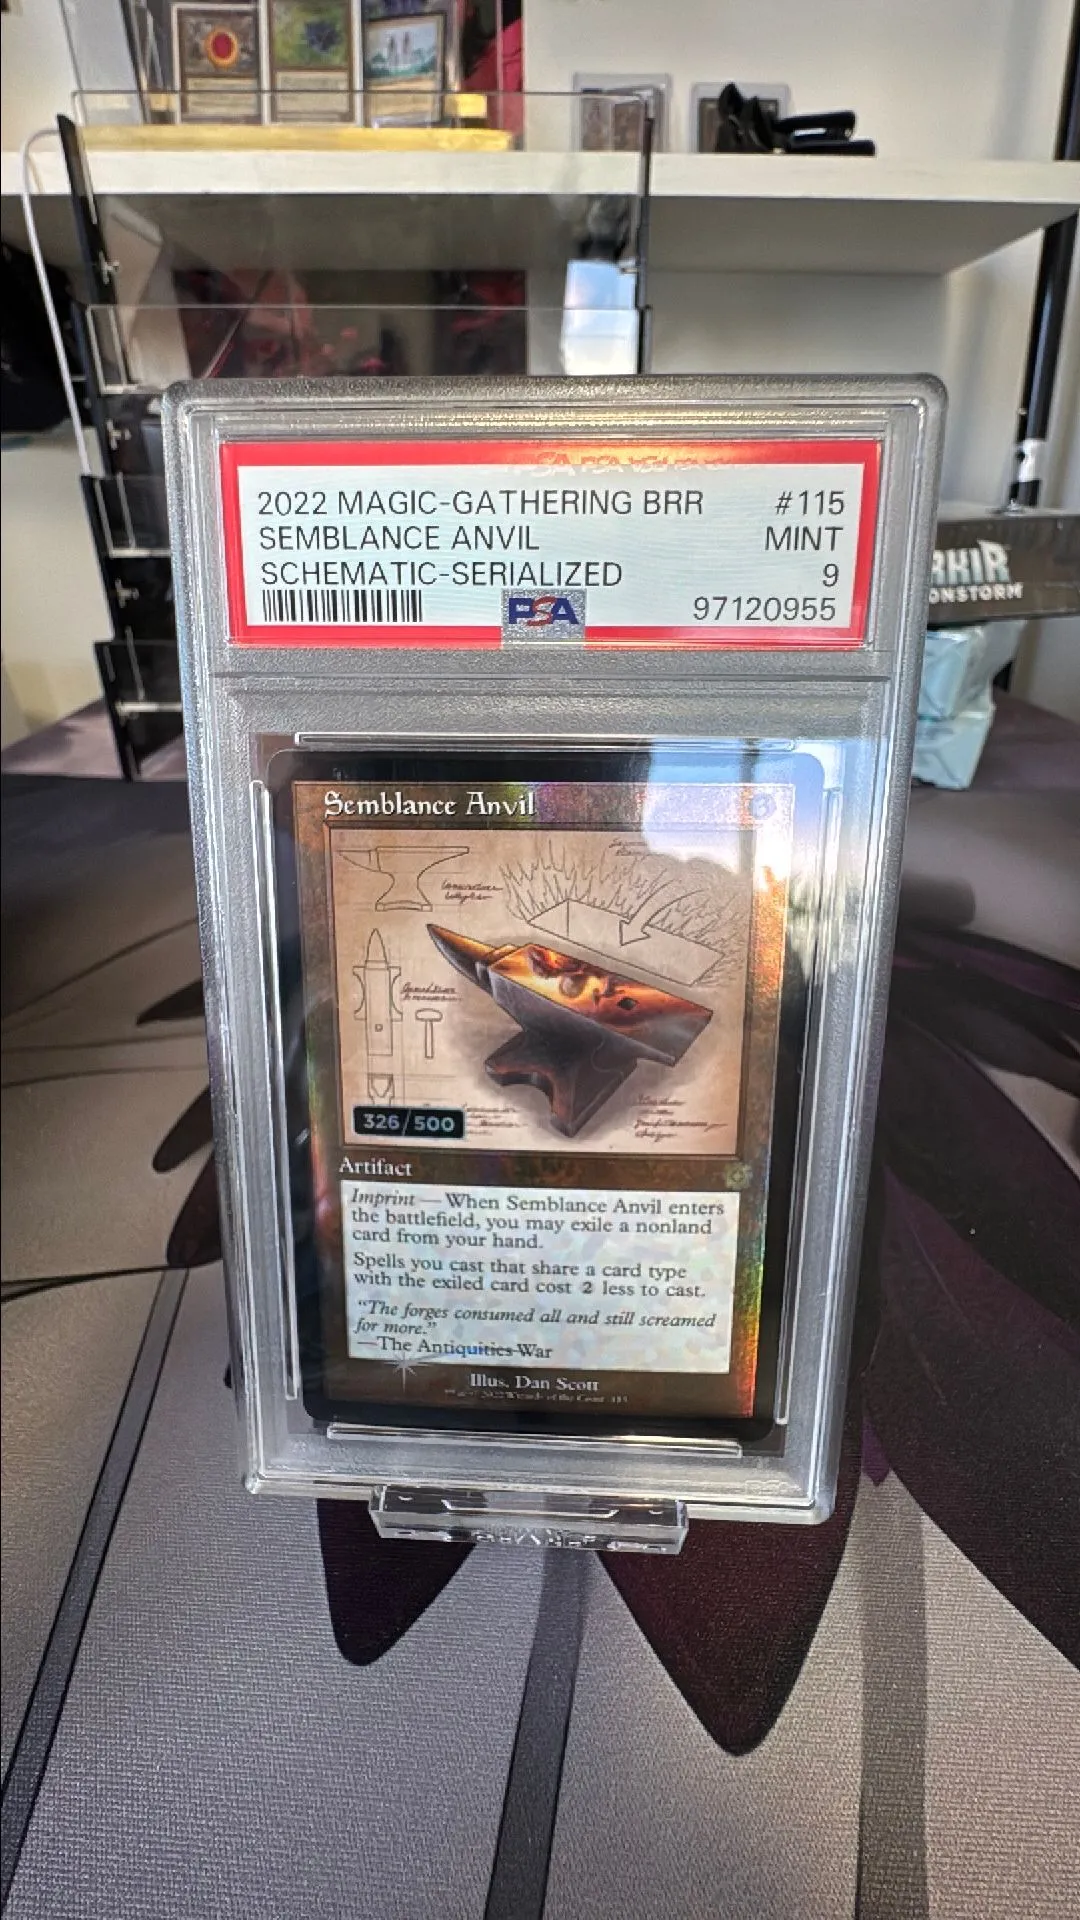 2022 MAGIC-GATHERING BRR #115
SEMBLANCE ANVIL MINT
SCHEMATIC-SERIALIZED 9
PSA 97120955
ONSTORM
Semblance Anvil
326/500
Artifact
Imprint — When Semblance Anvil enters
the battlefield, you may exile a nonland
card from your hand.
Spells you cast that share a card type
with the exiled card cost 2 less to cast.
"The forges consumed all and still screamed
for more."
—The Antiquities War
Illus. Dan Scott